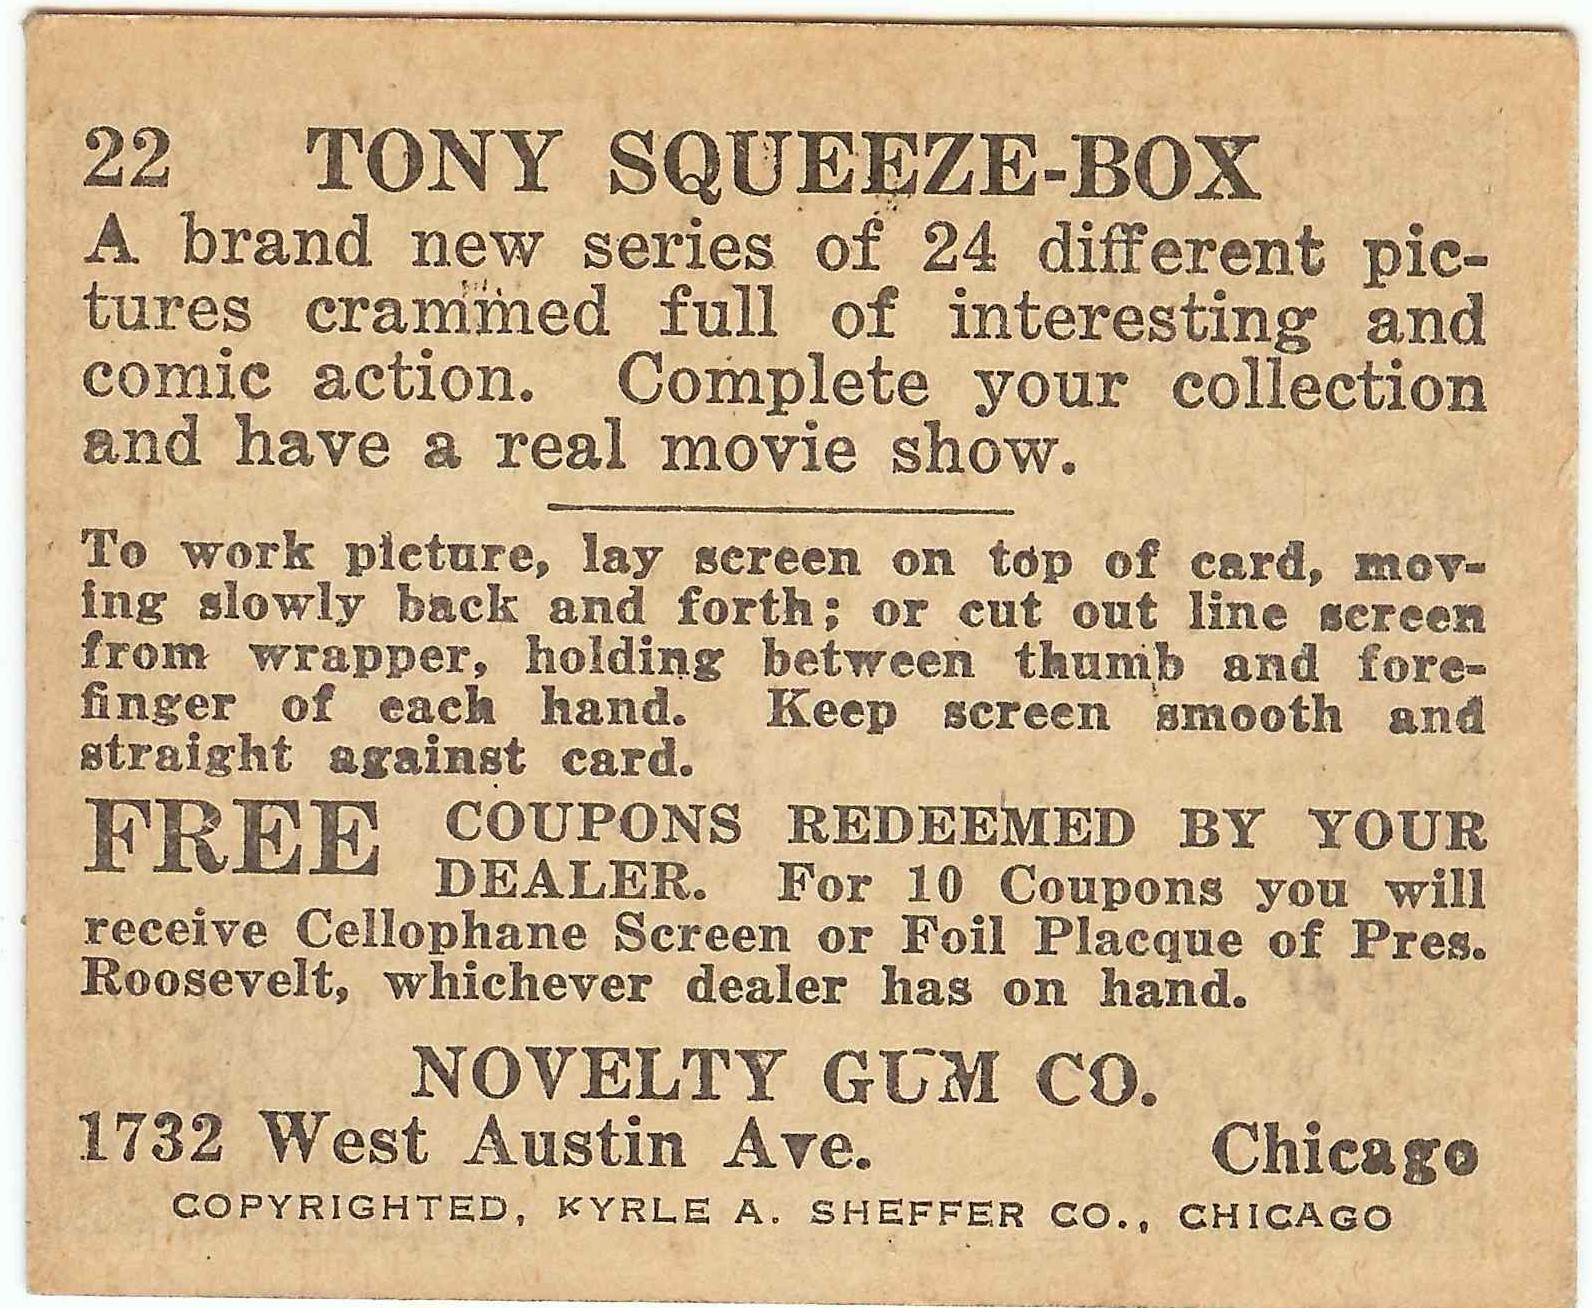 22 TONY SQUEEZE-BOX
A brand new series of 24 different pic-
tures crammed full of interesting and
comic action. Complete your collection
and have a real movie show.
To work picture, lay screen on top of card, mov-
ing slowly back and forth; or cut out line screen
from wrapper, holding between thumb and fore-
finger of each hand. Keep screen smooth and
straight against card.
FREE COUPONS REDEEMED BY YOUR
DEALER. For 10 Coupons you will
receive Cellophane Screen or Foil Placque of Pres.
Roosevelt, whichever dealer has on hand.
NOVELTY GUM CO.
1732 West Austin Ave. Chicago
COPYRIGHTED, KYRLE A. SHEFFER CO., CHICAGO